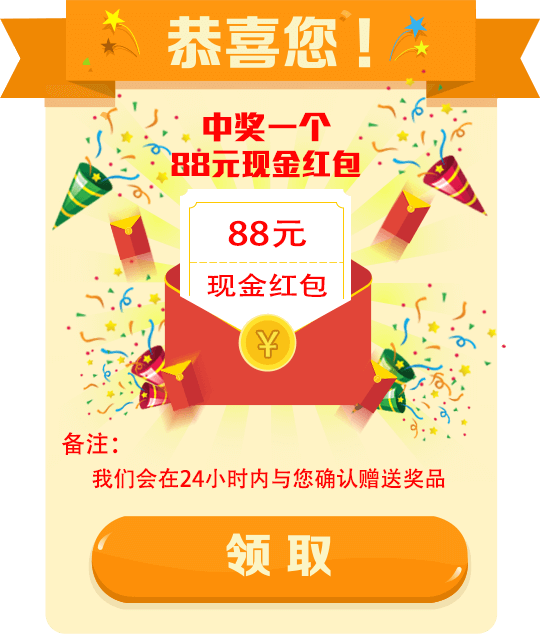 恭喜您！
中奖一个
88元现金红包
88元
现金红包
¥
备注：
我们会在24小时内与您确认赠送奖品
领取